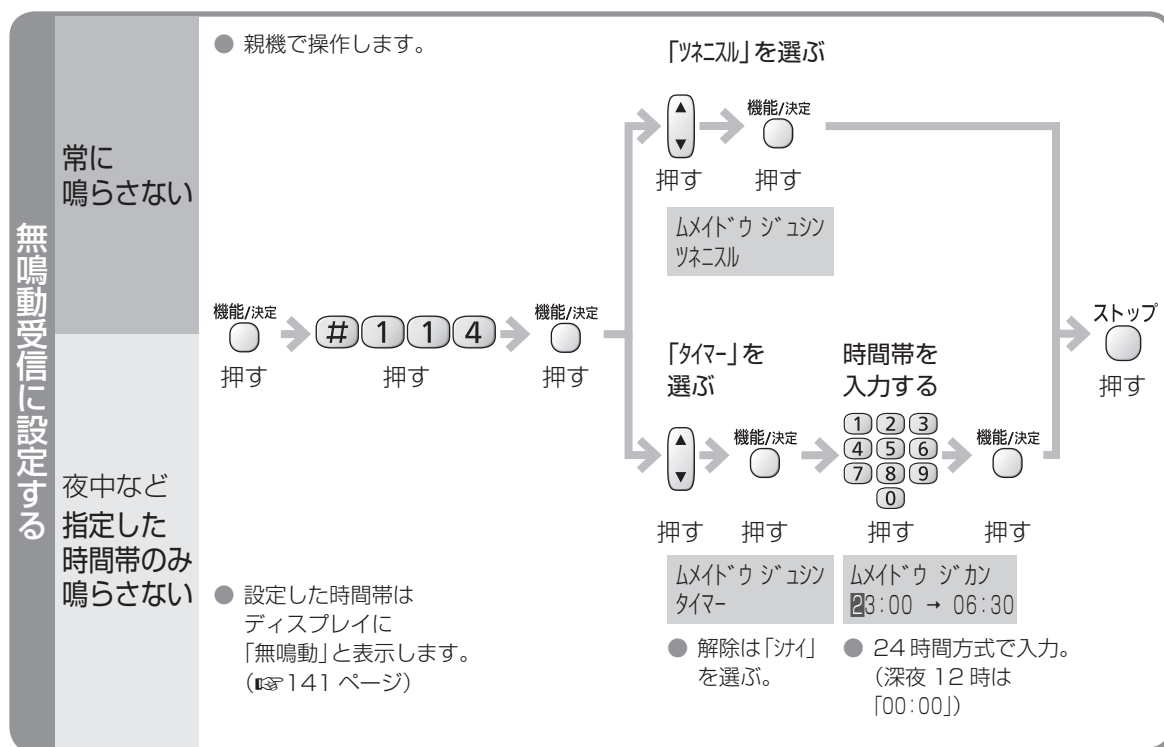 無鳴動受信に設定する
常に
鳴らさない
● 親機で操作します。
機能/決定
押す
#114
押す
機能/決定
押す
「ﾂﾈﾆｽﾙ」を選ぶ
▲
▼
押す
機能/決定
押す
ﾑﾒｲﾄﾞｳ ｼﾞｭｼﾝ
ﾂﾈﾆｽﾙ
夜中など
指定した
時間帯のみ
鳴らさない
● 設定した時間帯は
ディスプレイに
「無鳴動」と表示します。
(☞141 ページ)
「ﾀｲﾏｰ」を
選ぶ
▲
▼
押す
機能/決定
押す
ﾑﾒｲﾄﾞｳ ｼﾞｭｼﾝ
ﾀｲﾏｰ
● 解除は「ｼﾅｲ」
を選ぶ。
時間帯を
入力する
1 2 3
4 5 6
7 8 9
0
押す
機能/決定
押す
ﾑﾒｲﾄﾞｳ ｼﾞｶﾝ
23:00 → 06:30
● 24 時間方式で入力。
(深夜 12 時は
「00:00」)
ストップ
押す